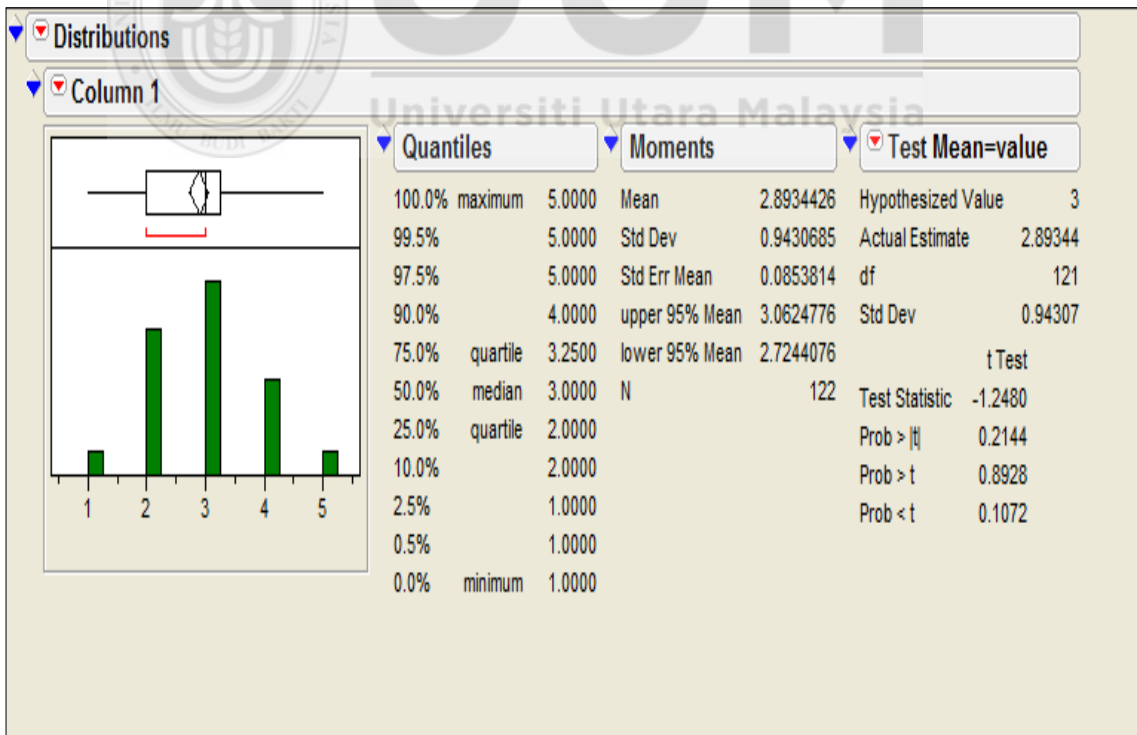 Distributions
Column 1
Universiti Utara Malaysia
BUDI BAKTI
1 2 3 4 5
Quantiles
100.0% maximum 5.0000
99.5% 5.0000
97.5% 5.0000
90.0% 4.0000
75.0% quartile 3.2500
50.0% median 3.0000
25.0% quartile 2.0000
10.0% 2.0000
2.5% 1.0000
0.5% 1.0000
0.0% minimum 1.0000
Moments
Mean 2.8934426
Std Dev 0.9430685
Std Err Mean 0.0853814
upper 95% Mean 3.0624776
lower 95% Mean 2.7244076
N 122
Test Mean=value
Hypothesized Value 3
Actual Estimate 2.89344
df 121
Std Dev 0.94307
t Test
Test Statistic -1.2480
Prob > |t| 0.2144
Prob > t 0.8928
Prob < t 0.1072